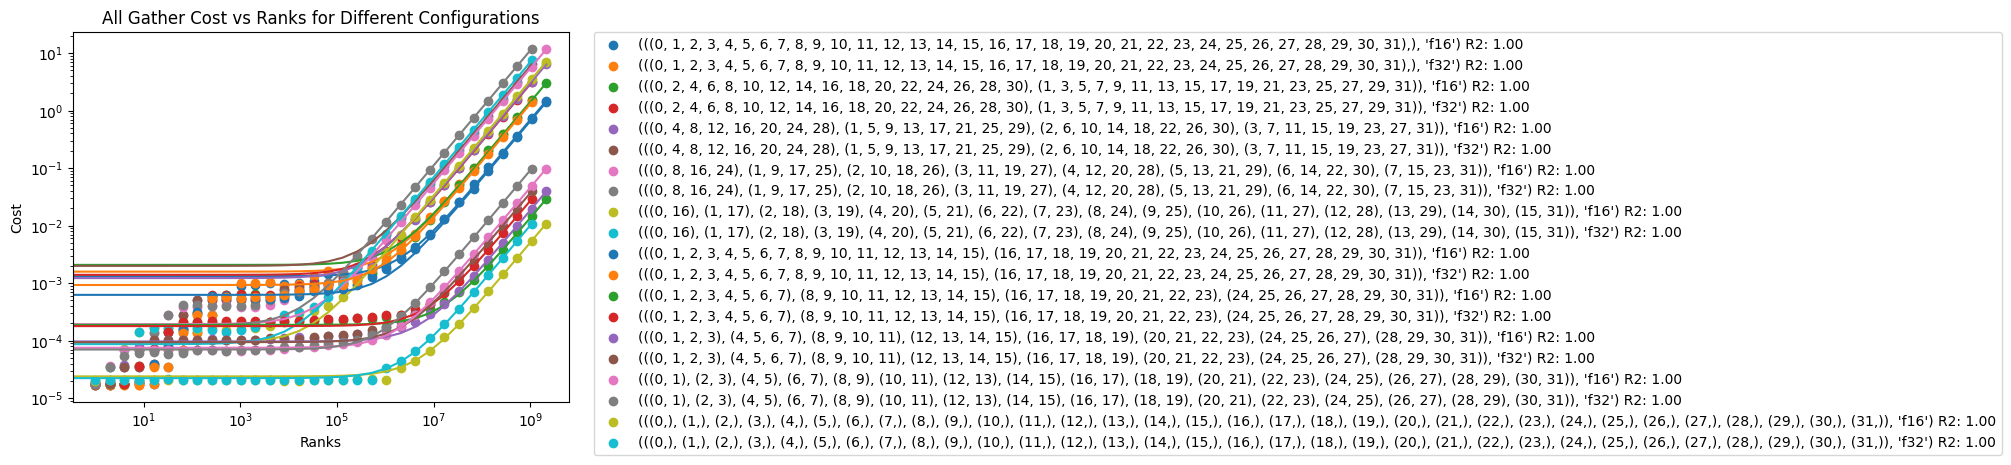 All Gather Cost vs Ranks for Different Configurations
Cost
10¹
10⁰
10⁻¹
10⁻²
10⁻³
10⁻⁴
10⁻⁵
10¹
10³
10⁵
10⁷
10⁹
Ranks
(((0, 1, 2, 3, 4, 5, 6, 7, 8, 9, 10, 11, 12, 13, 14, 15, 16, 17, 18, 19, 20, 21, 22, 23, 24, 25, 26, 27, 28, 29, 30, 31),), 'f16') R2: 1.00
(((0, 1, 2, 3, 4, 5, 6, 7, 8, 9, 10, 11, 12, 13, 14, 15, 16, 17, 18, 19, 20, 21, 22, 23, 24, 25, 26, 27, 28, 29, 30, 31),), 'f32') R2: 1.00
(((0, 2, 4, 6, 8, 10, 12, 14, 16, 18, 20, 22, 24, 26, 28, 30), (1, 3, 5, 7, 9, 11, 13, 15, 17, 19, 21, 23, 25, 27, 29, 31)), 'f16') R2: 1.00
(((0, 2, 4, 6, 8, 10, 12, 14, 16, 18, 20, 22, 24, 26, 28, 30), (1, 3, 5, 7, 9, 11, 13, 15, 17, 19, 21, 23, 25, 27, 29, 31)), 'f32') R2: 1.00
(((0, 4, 8, 12, 16, 20, 24, 28), (1, 5, 9, 13, 17, 21, 25, 29), (2, 6, 10, 14, 18, 22, 26, 30), (3, 7, 11, 15, 19, 23, 27, 31)), 'f16') R2: 1.00
(((0, 4, 8, 12, 16, 20, 24, 28), (1, 5, 9, 13, 17, 21, 25, 29), (2, 6, 10, 14, 18, 22, 26, 30), (3, 7, 11, 15, 19, 23, 27, 31)), 'f32') R2: 1.00
(((0, 8, 16, 24), (1, 9, 17, 25), (2, 10, 18, 26), (3, 11, 19, 27), (4, 12, 20, 28), (5, 13, 21, 29), (6, 14, 22, 30), (7, 15, 23, 31)), 'f16') R2: 1.00
(((0, 8, 16, 24), (1, 9, 17, 25), (2, 10, 18, 26), (3, 11, 19, 27), (4, 12, 20, 28), (5, 13, 21, 29), (6, 14, 22, 30), (7, 15, 23, 31)), 'f32') R2: 1.00
(((0, 16), (1, 17), (2, 18), (3, 19), (4, 20), (5, 21), (6, 22), (7, 23), (8, 24), (9, 25), (10, 26), (11, 27), (12, 28), (13, 29), (14, 30), (15, 31)), 'f16') R2: 1.00
(((0, 16), (1, 17), (2, 18), (3, 19), (4, 20), (5, 21), (6, 22), (7, 23), (8, 24), (9, 25), (10, 26), (11, 27), (12, 28), (13, 29), (14, 30), (15, 31)), 'f32') R2: 1.00
(((0, 1, 2, 3, 4, 5, 6, 7, 8, 9, 10, 11, 12, 13, 14, 15), (16, 17, 18, 19, 20, 21, 22, 23, 24, 25, 26, 27, 28, 29, 30, 31)), 'f16') R2: 1.00
(((0, 1, 2, 3, 4, 5, 6, 7, 8, 9, 10, 11, 12, 13, 14, 15), (16, 17, 18, 19, 20, 21, 22, 23, 24, 25, 26, 27, 28, 29, 30, 31)), 'f32') R2: 1.00
(((0, 1, 2, 3, 4, 5, 6, 7), (8, 9, 10, 11, 12, 13, 14, 15), (16, 17, 18, 19, 20, 21, 22, 23), (24, 25, 26, 27, 28, 29, 30, 31)), 'f16') R2: 1.00
(((0, 1, 2, 3, 4, 5, 6, 7), (8, 9, 10, 11, 12, 13, 14, 15), (16, 17, 18, 19, 20, 21, 22, 23), (24, 25, 26, 27, 28, 29, 30, 31)), 'f32') R2: 1.00
(((0, 1, 2, 3), (4, 5, 6, 7), (8, 9, 10, 11), (12, 13, 14, 15), (16, 17, 18, 19), (20, 21, 22, 23), (24, 25, 26, 27), (28, 29, 30, 31)), 'f16') R2: 1.00
(((0, 1, 2, 3), (4, 5, 6, 7), (8, 9, 10, 11), (12, 13, 14, 15), (16, 17, 18, 19), (20, 21, 22, 23), (24, 25, 26, 27), (28, 29, 30, 31)), 'f32') R2: 1.00
(((0, 1), (2, 3), (4, 5), (6, 7), (8, 9), (10, 11), (12, 13), (14, 15), (16, 17), (18, 19), (20, 21), (22, 23), (24, 25), (26, 27), (28, 29), (30, 31)), 'f16') R2: 1.00
(((0, 1), (2, 3), (4, 5), (6, 7), (8, 9), (10, 11), (12, 13), (14, 15), (16, 17), (18, 19), (20, 21), (22, 23), (24, 25), (26, 27), (28, 29), (30, 31)), 'f32') R2: 1.00
(((0,), (1,), (2,), (3,), (4,), (5,), (6,), (7,), (8,), (9,), (10,), (11,), (12,), (13,), (14,), (15,), (16,), (17,), (18,), (19,), (20,), (21,), (22,), (23,), (24,), (25,), (26,), (27,), (28,), (29,), (30,), (31,)), 'f16') R2: 1.00
(((0,), (1,), (2,), (3,), (4,), (5,), (6,), (7,), (8,), (9,), (10,), (11,), (12,), (13,), (14,), (15,), (16,), (17,), (18,), (19,), (20,), (21,), (22,), (23,), (24,), (25,), (26,), (27,), (28,), (29,), (30,), (31,)), 'f32') R2: 1.00